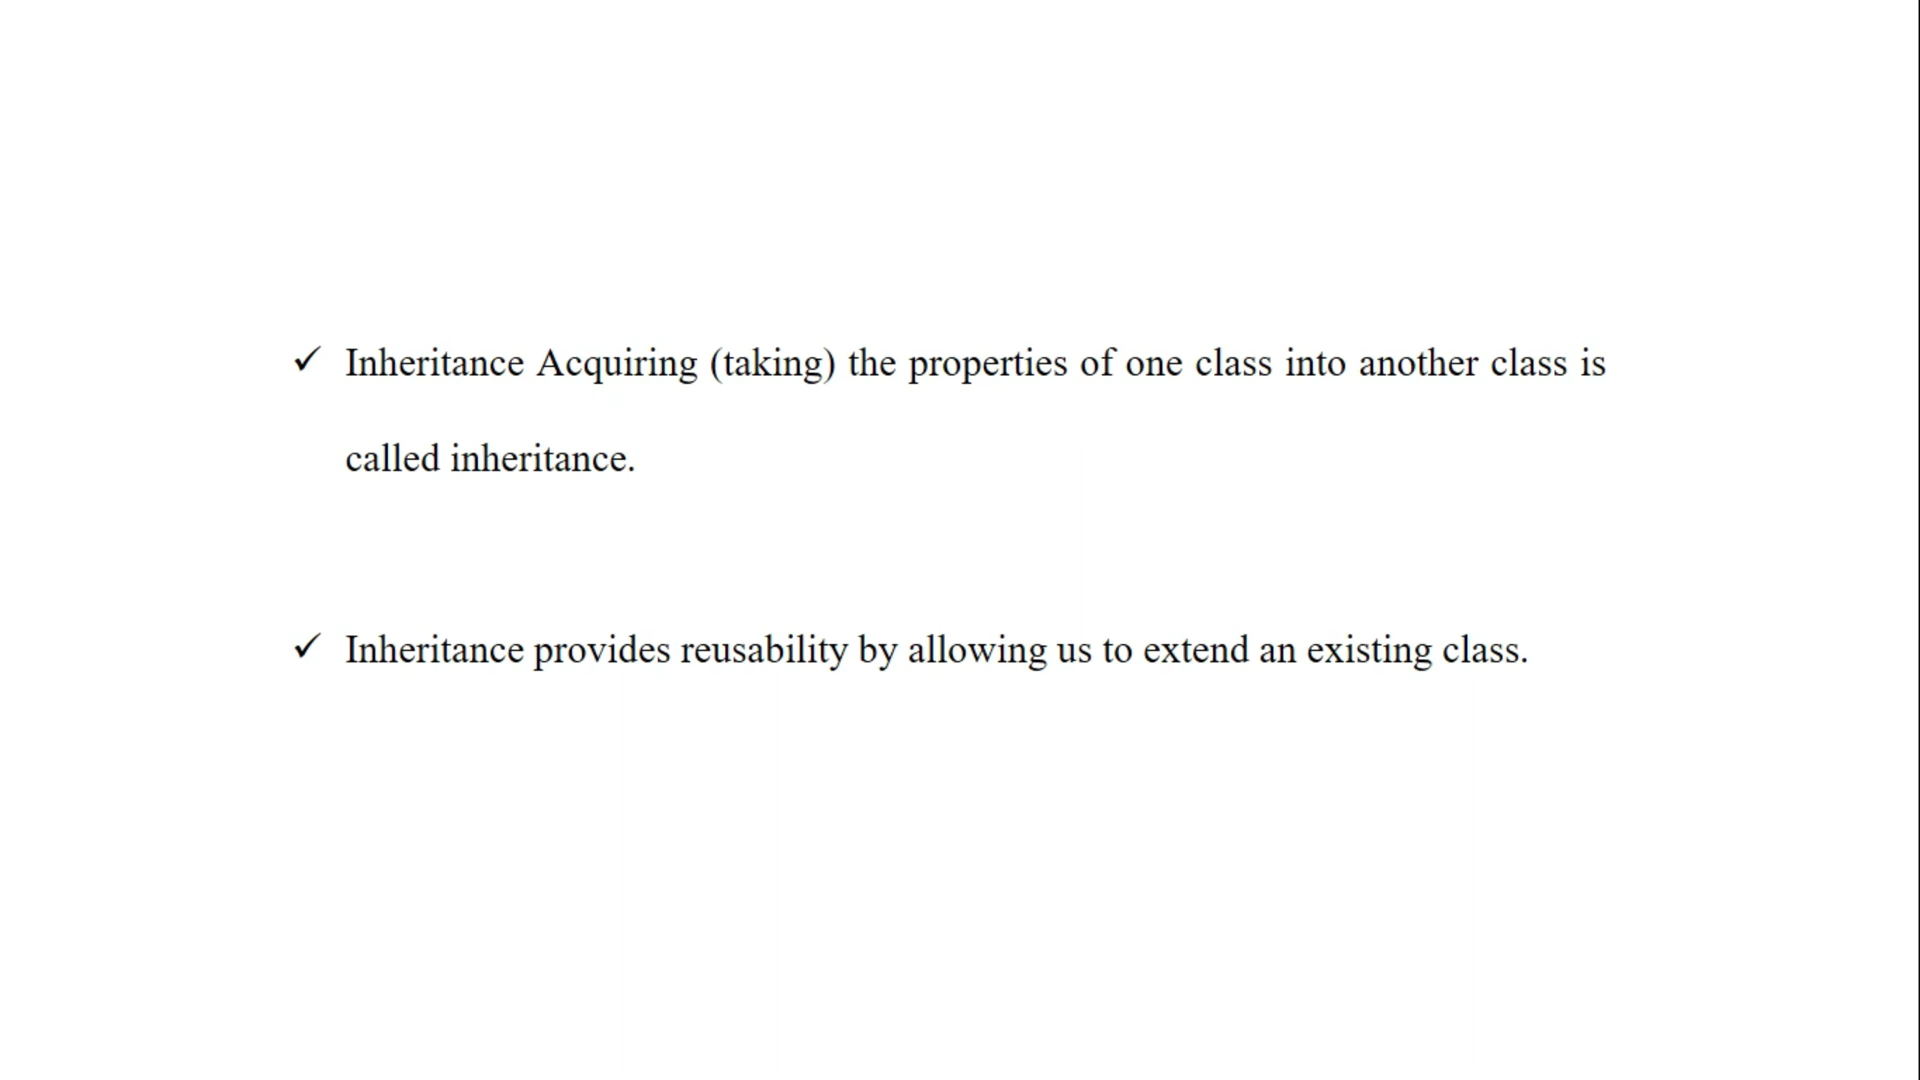 ✓ Inheritance Acquiring (taking) the properties of one class into another class is
called inheritance.
✓ Inheritance provides reusability by allowing us to extend an existing class.